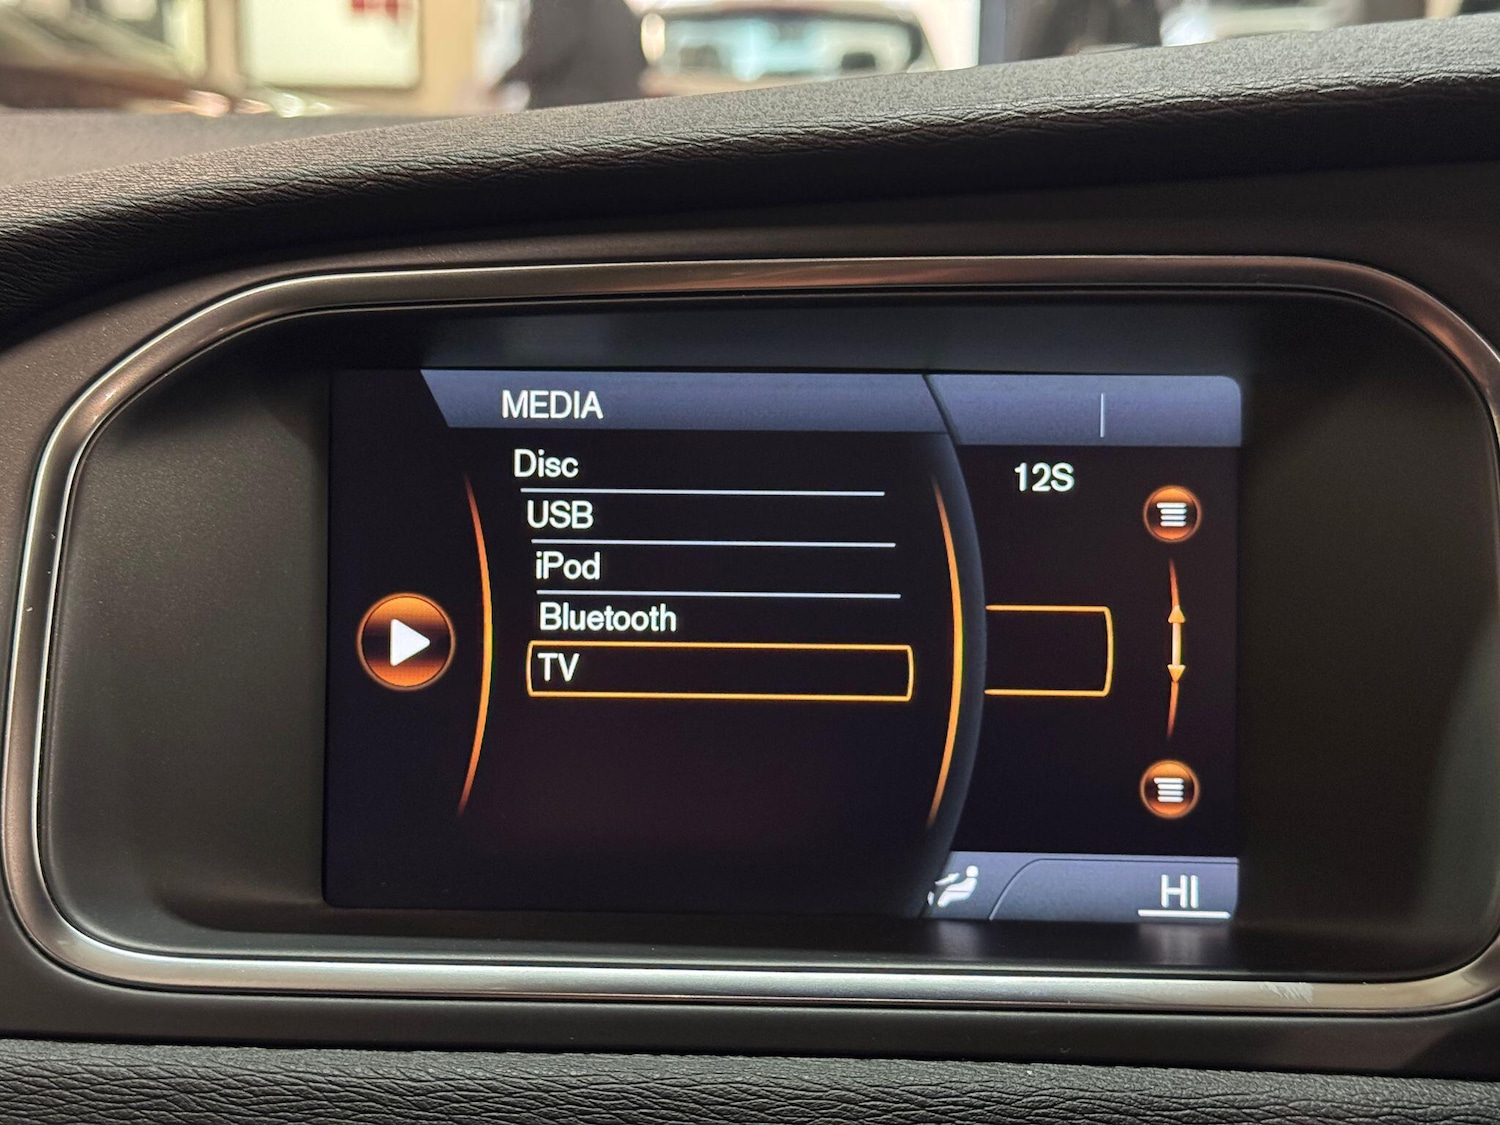 MEDIA
Disc
USB
iPod
Bluetooth
TV
12S
HI